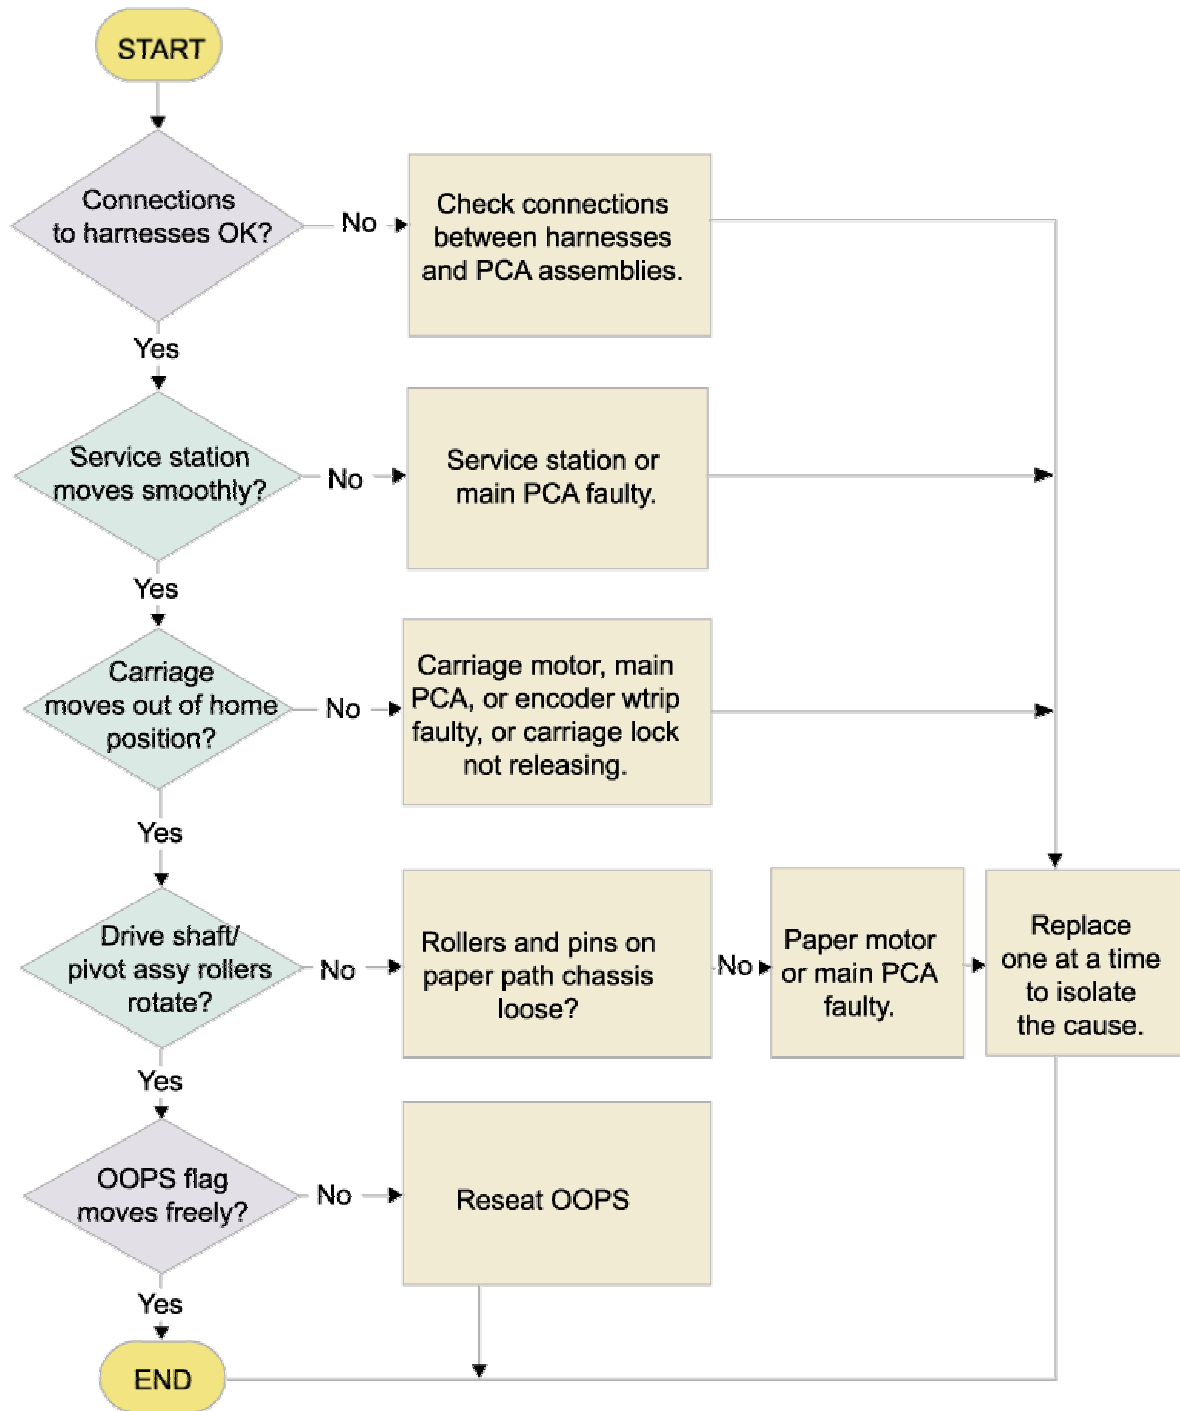 START
Connections
to harnesses OK?
No
Check connections
between harnesses
and PCA assemblies.
Yes
Service station
moves smoothly?
No
Service station or
main PCA faulty.
Yes
Carriage
moves out of home
position?
No
Carriage motor, main
PCA, or encoder wtrip
faulty, or carriage lock
not releasing.
Yes
Drive shaft/
pivot assy rollers
rotate?
No
Rollers and pins on
paper path chassis
loose?
No
Paper motor
or main PCA
faulty.
Replace
one at a time
to isolate
the cause.
Yes
OOPS flag
moves freely?
No
Reseat OOPS
Yes
END